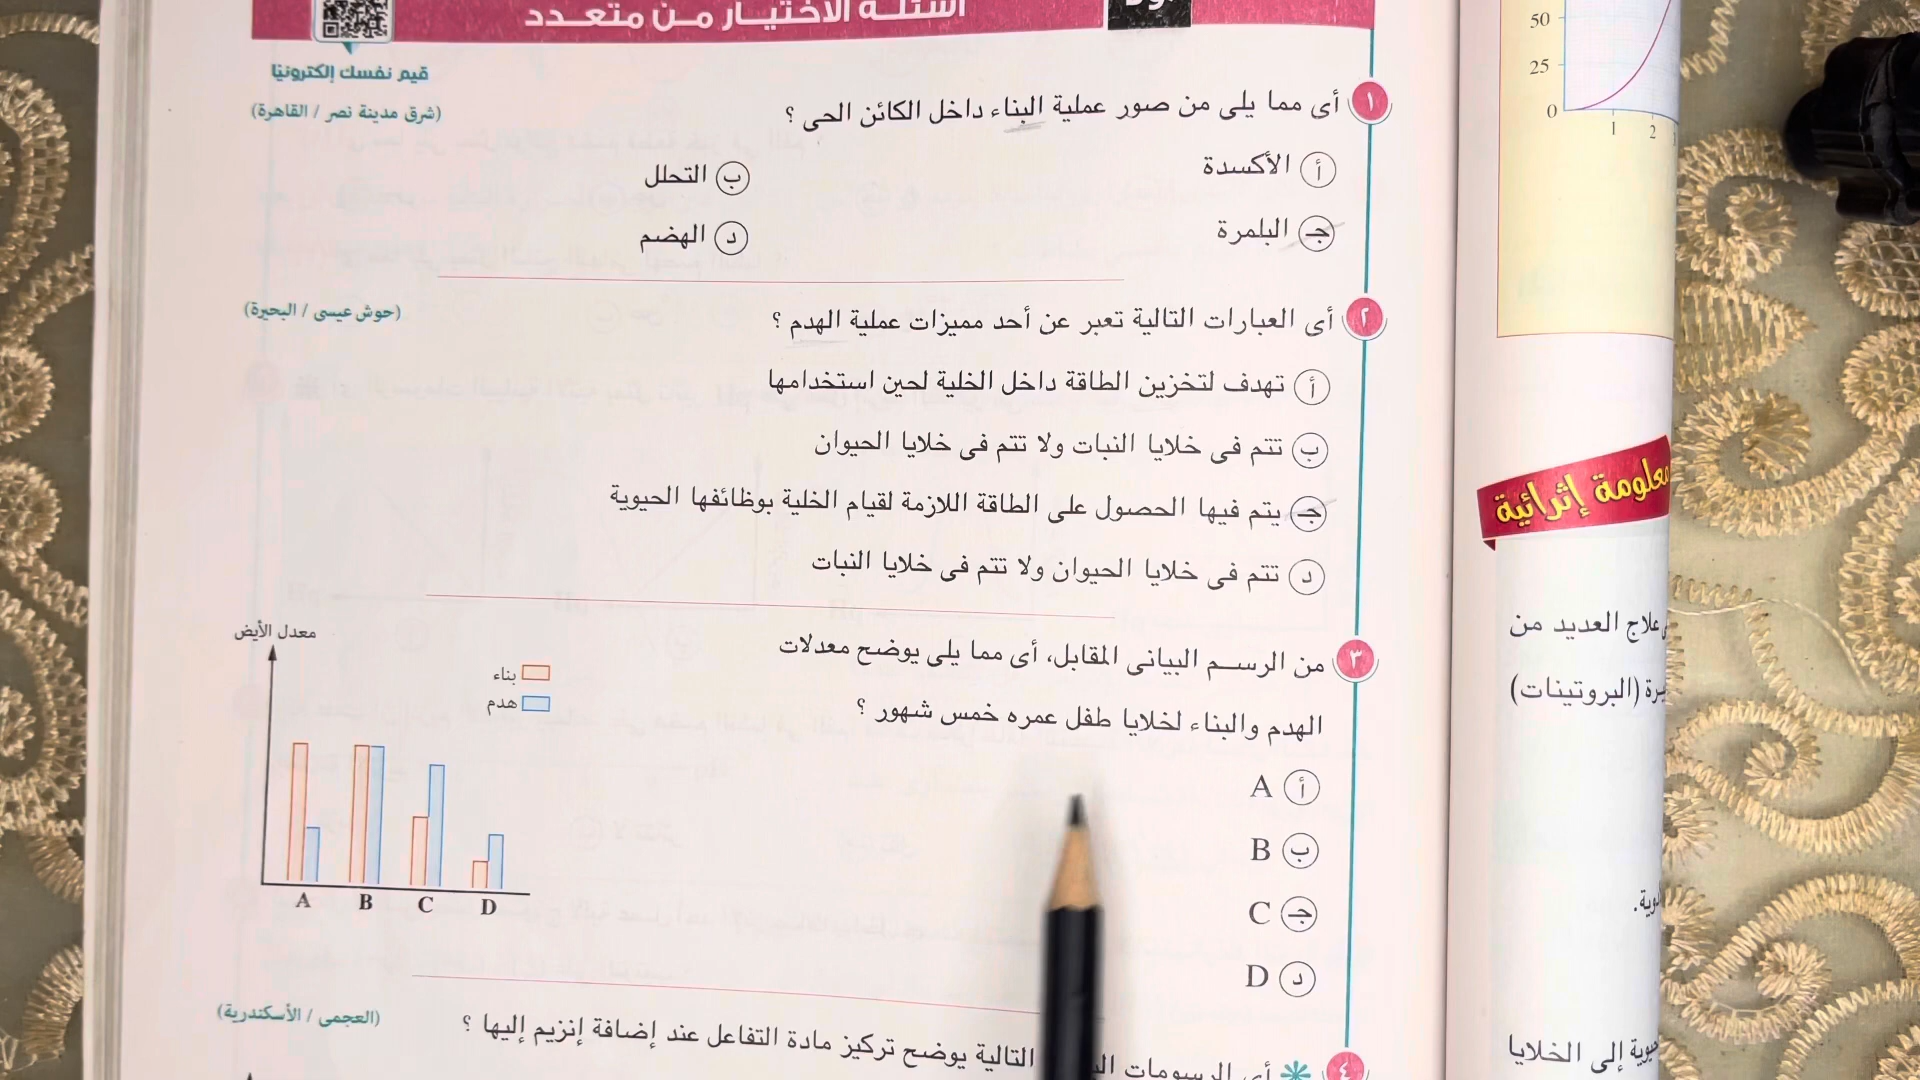 أسئلة الاختيار من متعدد
قيم نفسك إلكترونيًا
١ أى مما يلى من صور عملية البناء داخل الكائن الحى ؟ (شرق مدينة نصر / القاهرة)
أ الأكسدة
ب التحلل
جـ البلمرة
د الهضم
٢ أى العبارات التالية تعبر عن أحد مميزات عملية الهدم ؟ (حوش عيسى / البحيرة)
أ تهدف لتخزين الطاقة داخل الخلية لحين استخدامها
ب تتم فى خلايا النبات ولا تتم فى خلايا الحيوان
جـ يتم فيها الحصول على الطاقة اللازمة لقيام الخلية بوظائفها الحيوية
د تتم فى خلايا الحيوان ولا تتم فى خلايا النبات
٣ من الرسم البيانى المقابل، أى مما يلى يوضح معدلات
الهدم والبناء لخلايا طفل عمره خمس شهور ؟
أ A
ب B
جـ C
د D
معدل الأيض
بناء
هدم
A B C D
(العجمى / الأسكندرية)
٤ أى الرسومات التالية يوضح تركيز مادة التفاعل عند إضافة إنزيم إليها ؟
50
25
0
1 2
معلومة إثرائية
علاج العديد من
(البروتينات)
إلى الخلايا